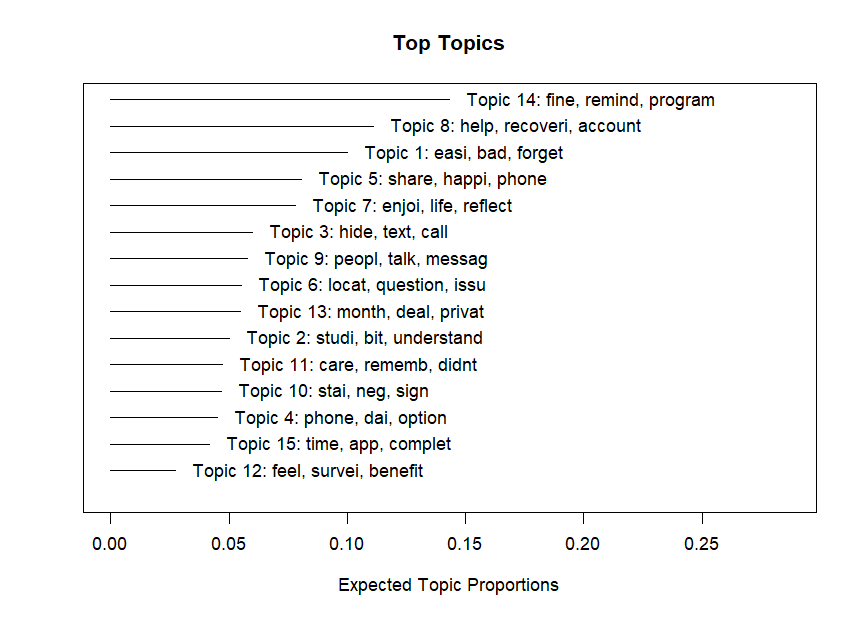 Top Topics
Topic 14: fine, remind, program
Topic 8: help, recoveri, account
Topic 1: easi, bad, forget
Topic 5: share, happi, phone
Topic 7: enjoi, life, reflect
Topic 3: hide, text, call
Topic 9: peopl, talk, messag
Topic 6: locat, question, issu
Topic 13: month, deal, privat
Topic 2: studi, bit, understand
Topic 11: care, rememb, didnt
Topic 10: stai, neg, sign
Topic 4: phone, dai, option
Topic 15: time, app, complet
Topic 12: feel, survei, benefit
0.00 0.05 0.10 0.15 0.20 0.25
Expected Topic Proportions